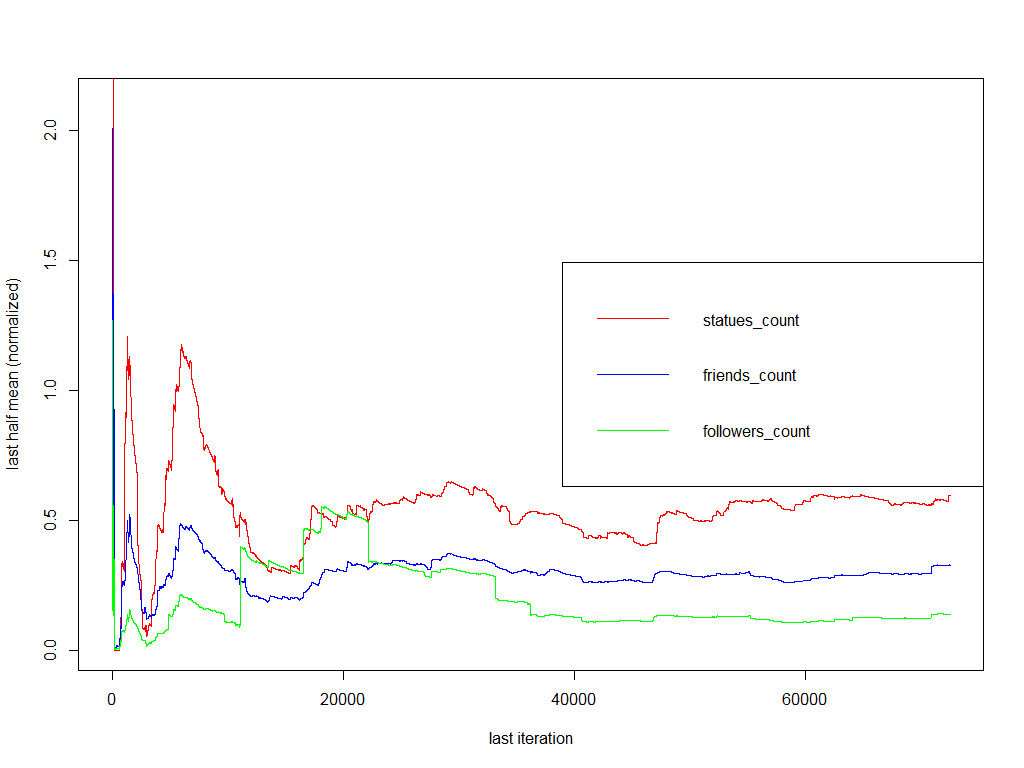 last half mean (normalized)
2.0
1.5
1.0
0.5
0.0
statues_count
friends_count
followers_count
0 20000 40000 60000
last iteration